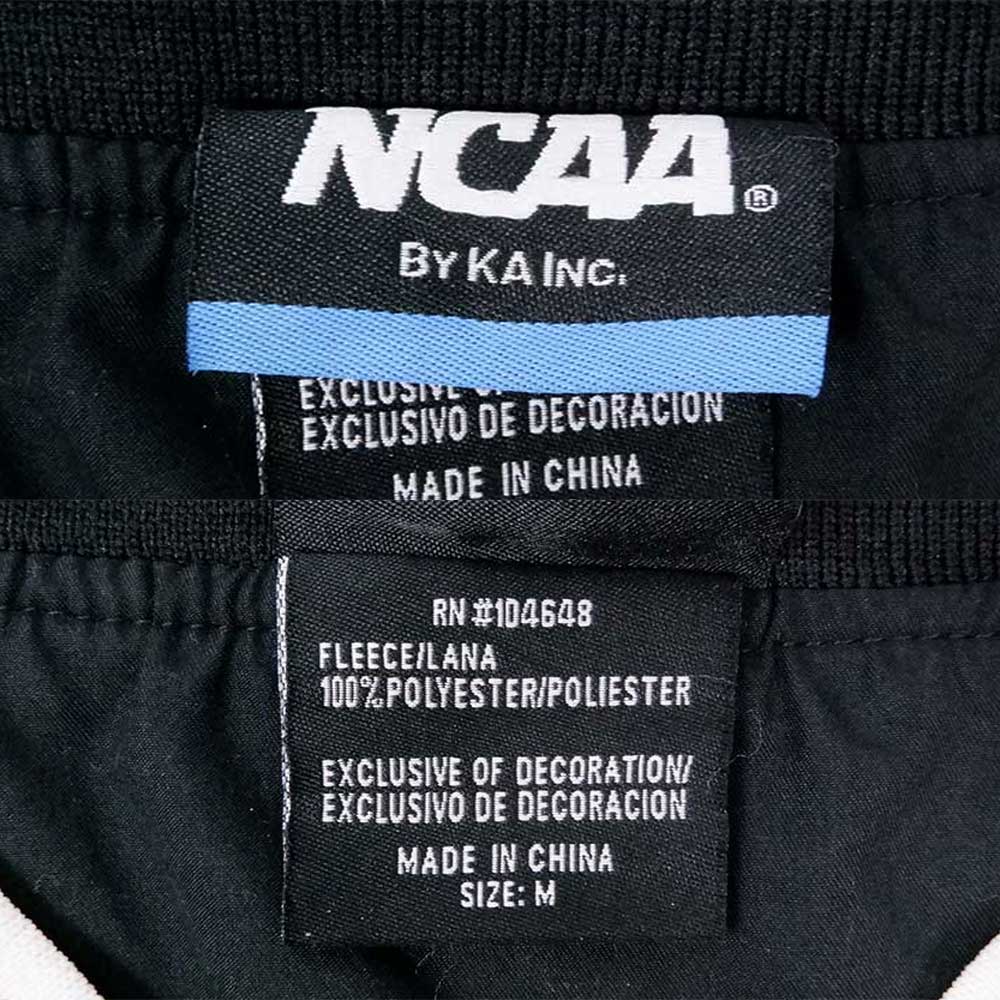 NCAA®
BY KA INC.
EXCLUSIVE
EXCLUSIVO DE DECORACION
MADE IN CHINA
RN #104648
FLEECE/LANA
100% POLYESTER/POLIESTER
EXCLUSIVE OF DECORATION/
EXCLUSIVO DE DECORACION
MADE IN CHINA
SIZE: M